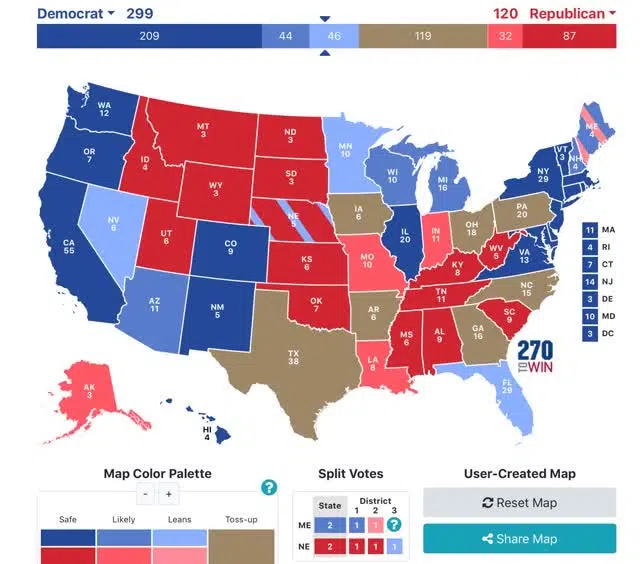 Democrat 299
120 Republican
209 44 46 119 32 87
WA
12
OR
7
CA
55
NV
6
ID
4
MT
3
WY
3
UT
6
AZ
11
CO
9
NM
5
ND
3
SD
3
NE
5
KS
6
OK
7
TX
38
MN
10
IA
6
MO
10
AR
6
LA
8
WI
10
IL
20
MI
16
IN
11
OH
18
KY
8
TN
11
MS
6
AL
9
GA
16
FL
29
SC
9
NC
15
VA
13
WV
5
PA
20
NY
29
VT
3
NH
4
ME
4
AK
3
HI
4
11 MA
4 RI
7 CT
14 NJ
3 DE
10 MD
3 DC
270
TO WIN
Map Color Palette
- +
?
Safe Likely Leans Toss-up
Split Votes
State District
1 2 3
ME 2 1 1 ?
NE 2 1 1 1
User-Created Map
Reset Map
Share Map